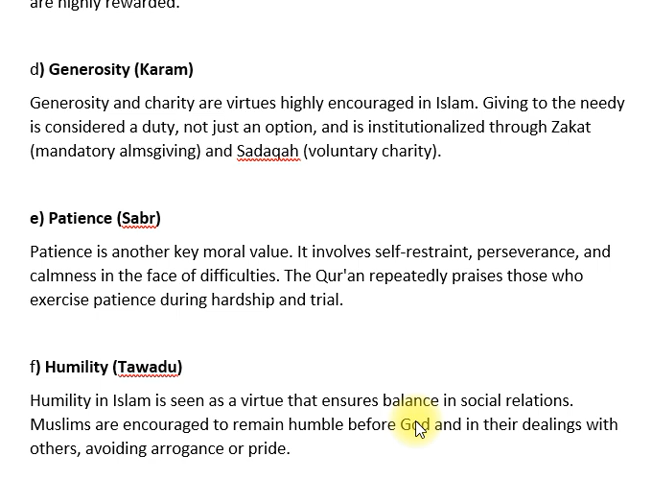 are highly rewarded.
d) Generosity (Karam)
Generosity and charity are virtues highly encouraged in Islam. Giving to the needy
is considered a duty, not just an option, and is institutionalized through Zakat
(mandatory almsgiving) and Sadaqah (voluntary charity).
e) Patience (Sabr)
Patience is another key moral value. It involves self-restraint, perseverance, and
calmness in the face of difficulties. The Qur'an repeatedly praises those who
exercise patience during hardship and trial.
f) Humility (Tawadu)
Humility in Islam is seen as a virtue that ensures balance in social relations.
Muslims are encouraged to remain humble before God and in their dealings with
others, avoiding arrogance or pride.